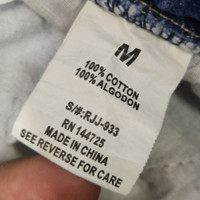 M
100% COTTON
100% ALGODON
S/#:RJJ-933
RN 144725
MADE IN CHINA
SEE REVERSE FOR CARE